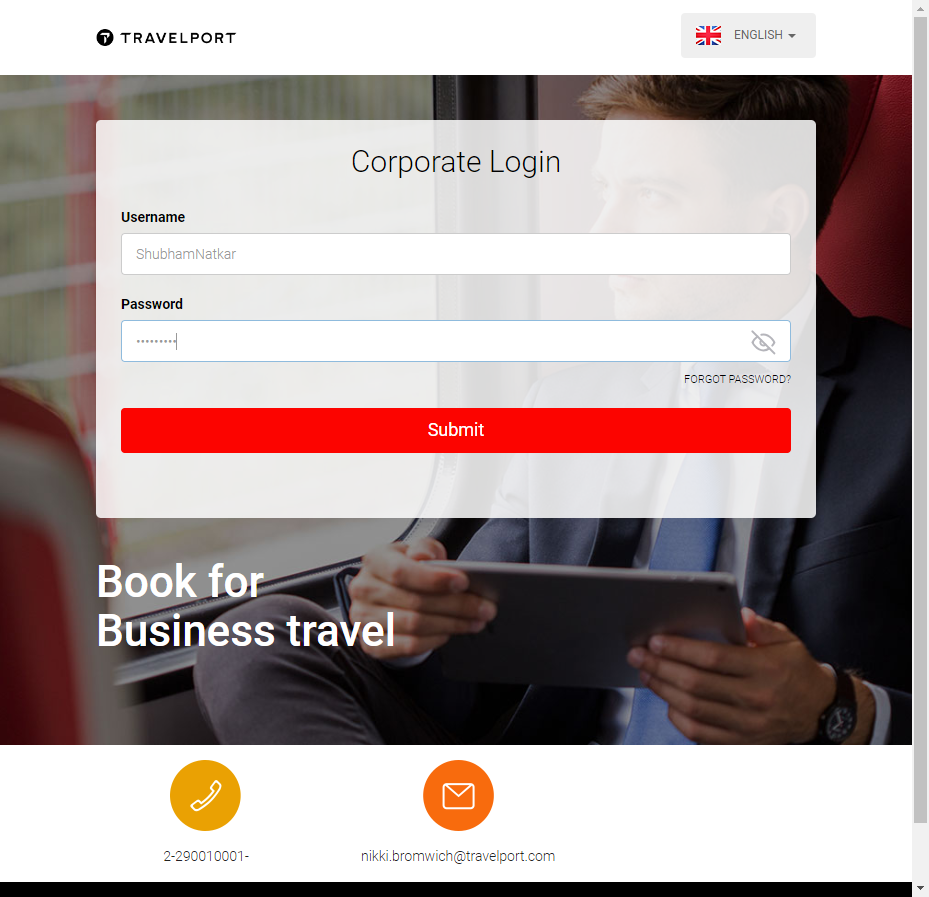 TRAVELPORT
ENGLISH
Corporate Login
Username
ShubhamNatkar
Password
•••••••••
FORGOT PASSWORD?
Submit
Book for
Business travel
2-290010001-
nikki.bromwich@travelport.com